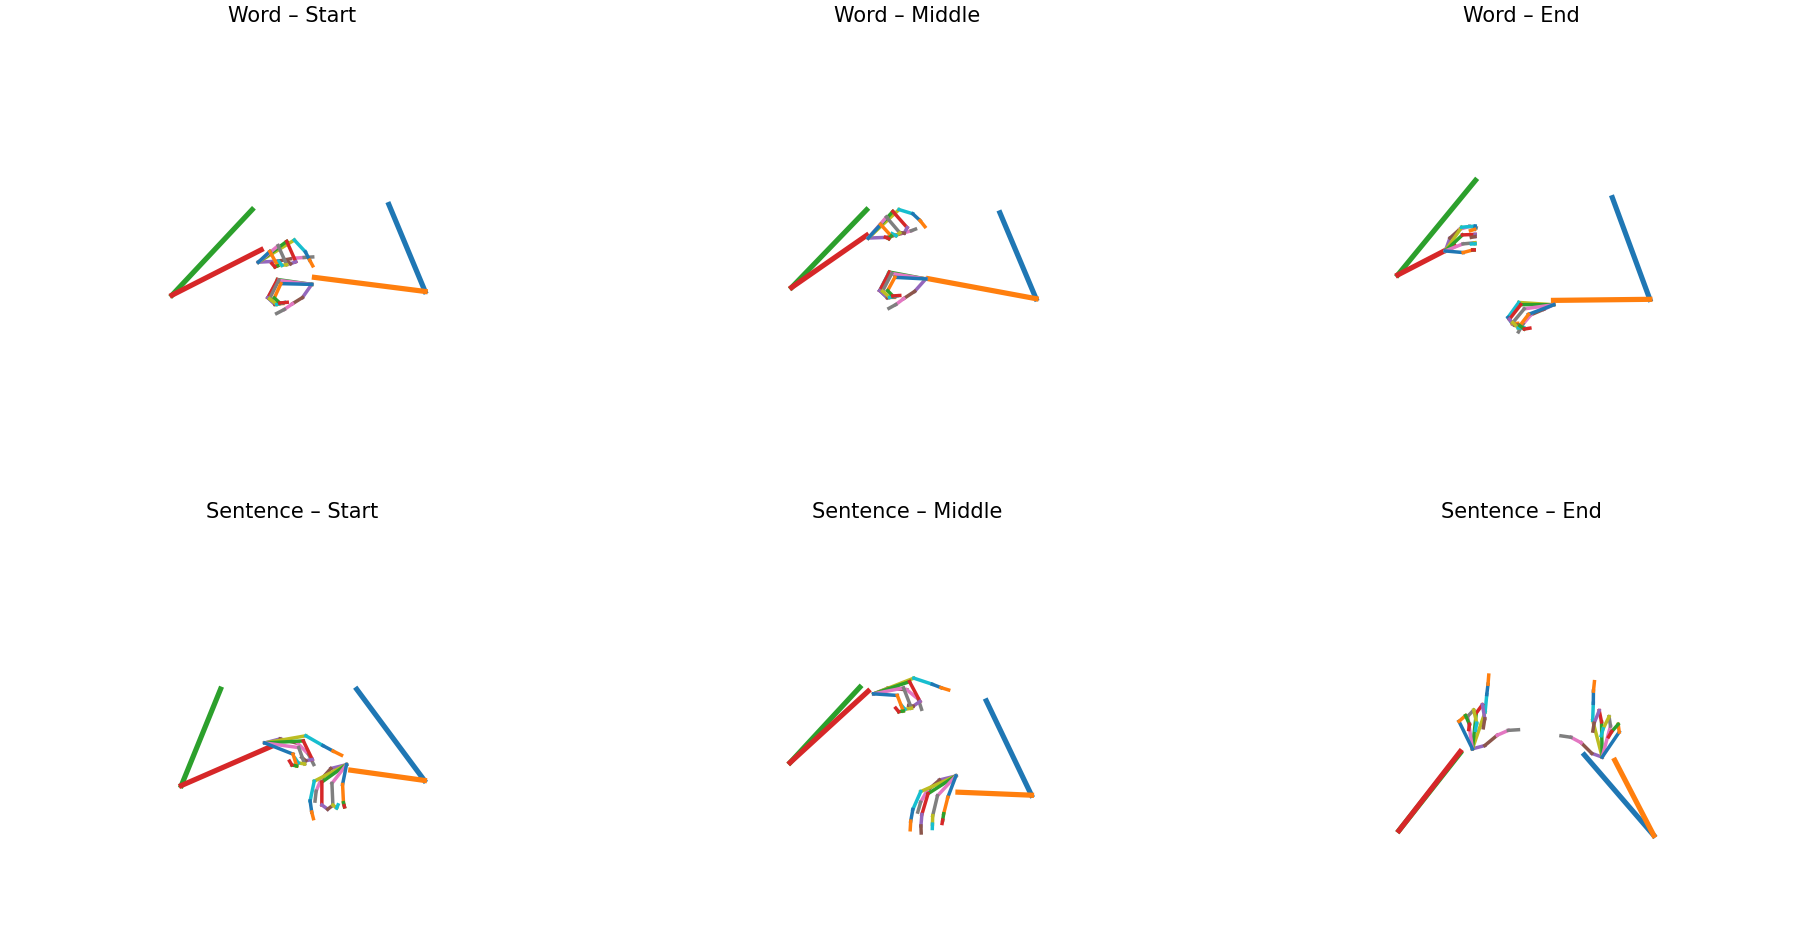 Word – Start
Word – Middle
Word – End
Sentence – Start
Sentence – Middle
Sentence – End